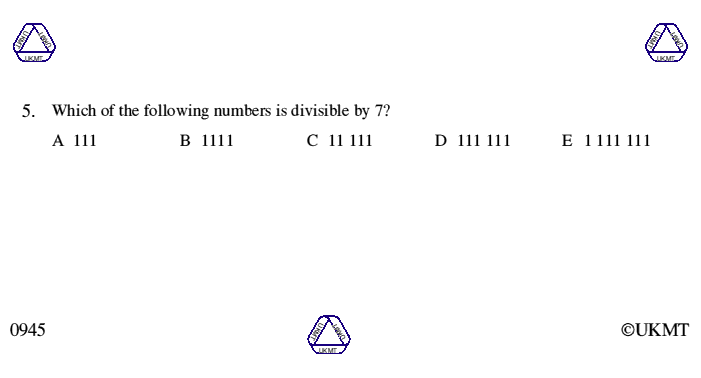 UKMT UKMT UKMT
UKMT UKMT UKMT
5. Which of the following numbers is divisible by 7?
A 111 B 1111 C 11 111 D 111 111 E 1 111 111
0945
UKMT UKMT UKMT
©UKMT